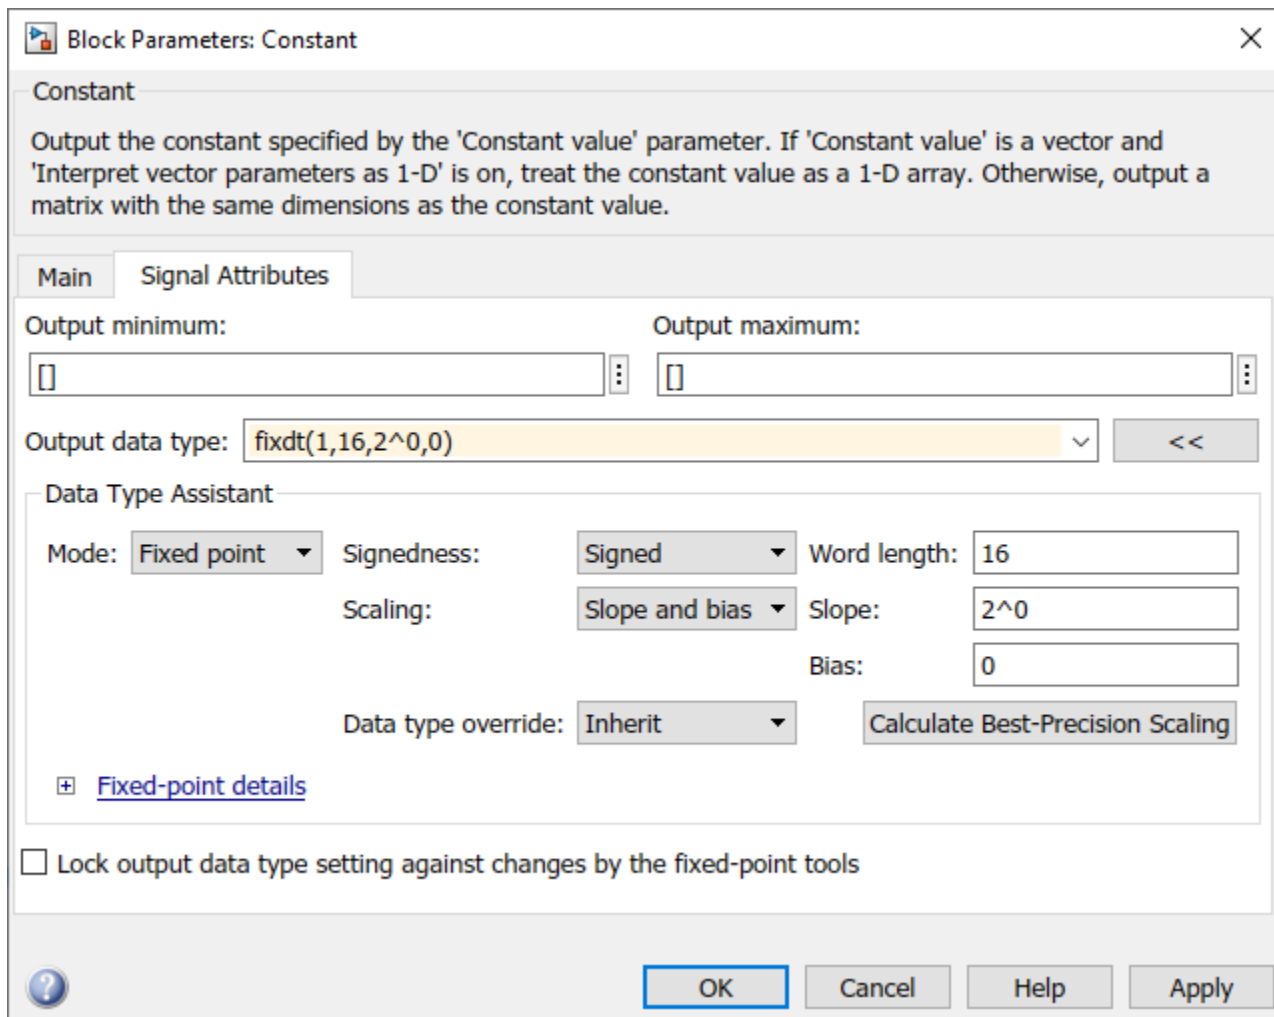 Block Parameters: Constant
Constant
Output the constant specified by the 'Constant value' parameter. If 'Constant value' is a vector and
'Interpret vector parameters as 1-D' is on, treat the constant value as a 1-D array. Otherwise, output a
matrix with the same dimensions as the constant value.
Main Signal Attributes
Output minimum: Output maximum:
[] []
Output data type: fixdt(1,16,2^0,0) <<
Data Type Assistant
Mode: Fixed point Signedness: Signed Word length: 16
Scaling: Slope and bias Slope: 2^0
Bias: 0
Data type override: Inherit Calculate Best-Precision Scaling
Fixed-point details
Lock output data type setting against changes by the fixed-point tools
? OK Cancel Help Apply